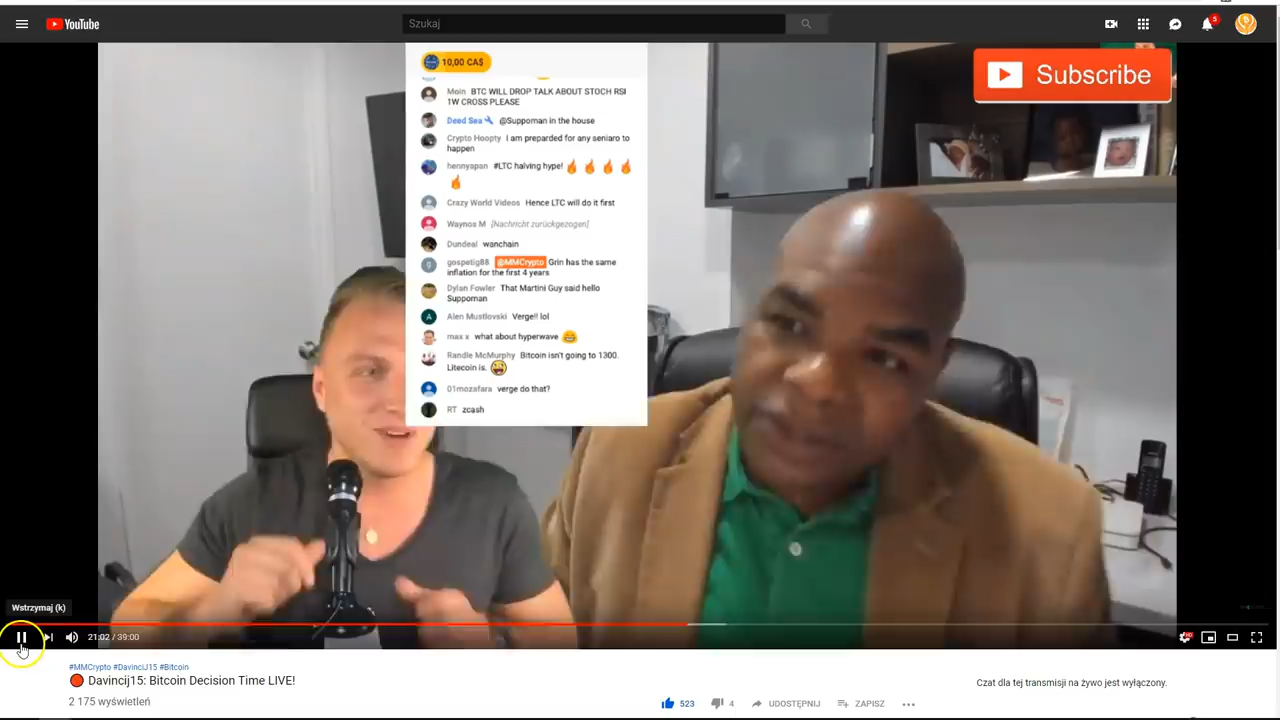 YouTube
Szukaj
5
10,00 CA$
Subscribe
Moin BTC WILL DROP TALK ABOUT STOCH RSI
1W CROSS PLEASE
Deed Sea @Suppoman in the house
Crypto Hoopty I am preparded for any seniaro to
happen
hennyapan #LTC halving hype!
Crazy World Videos Hence LTC will do it first
Waynos M [Nachricht zurückgezogen]
Dundeal wanchain
gospetig88 @MMCrypto Grin has the same
inflation for the first 4 years
Dylan Fowler That Martini Guy said hello
Suppoman
Alen Mustlovski Verge!! lol
max x what about hyperwave
Randle McMurphy Bitcoin isn't going to 1300.
Litecoin is.
01mozafara verge do that?
RT zcash
Wstrzymaj (k)
21:02 / 39:00
#MMCrypto #DavinciJ15 #Bitcoin
Davincij15: Bitcoin Decision Time LIVE!
Czat dla tej transmisji na żywo jest wyłączony.
2 175 wyświetleń
523
4
UDOSTĘPNIJ
ZAPISZ